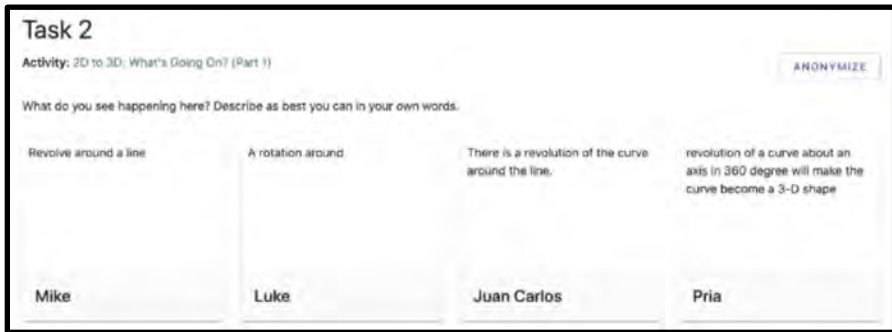 Task 2
Activity: 2D to 3D: What's Going On? (Part 1)
ANONYMIZE
What do you see happening here? Describe as best you can in your own words.
Revolve around a line
A rotation around
There is a revolution of the curve
around the line.
revolution of a curve about an
axis in 360 degree will make the
curve become a 3-D shape
Mike
Luke
Juan Carlos
Pria